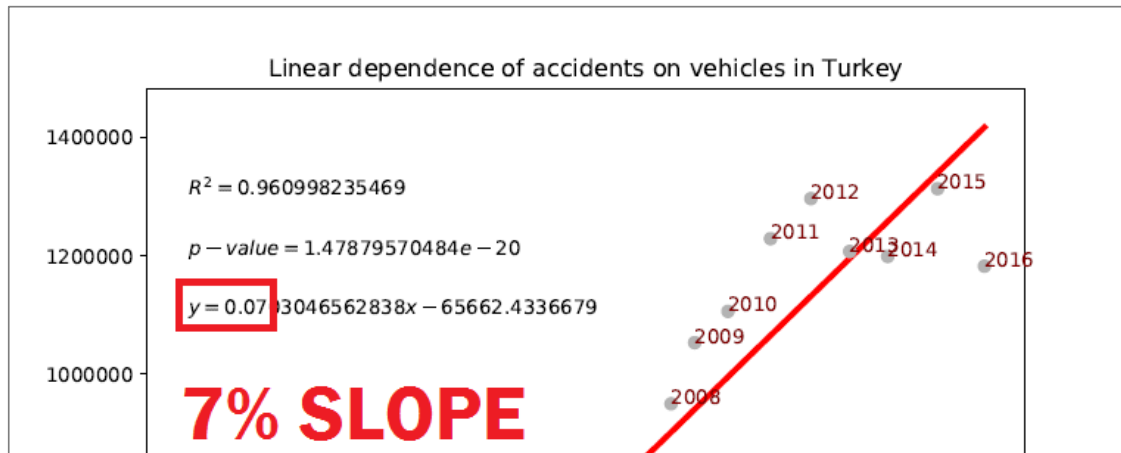 Linear dependence of accidents on vehicles in Turkey
1400000
R² = 0.960998235469
2015
2012
2011
p − value = 1.47879570484e − 20
1200000
2013
2014
2016
y = 0.0703046562838x − 65662.4336679
2010
2009
1000000
2008
7% SLOPE